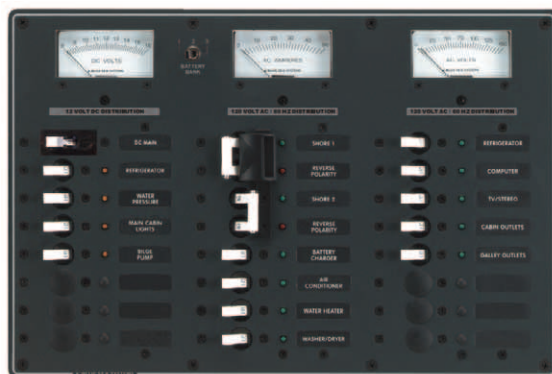 DC VOLTS
AC AMPERES
AC VOLTS
1 2 3
BATTERY
BANK
12 VOLT DC DISTRIBUTION
120 VOLT AC / 60 HZ DISTRIBUTION
120 VOLT AC / 60 HZ DISTRIBUTION
DC MAIN
REFRIGERATOR
WATER
PRESSURE
MAIN CABIN
LIGHTS
BILGE
PUMP
SHORE 1
REVERSE
POLARITY
SHORE 2
REVERSE
POLARITY
BATTERY
CHARGER
AIR
CONDITIONER
WATER HEATER
WASHER/DRYER
REFRIGERATOR
COMPUTER
TV/STEREO
CABIN OUTLETS
GALLEY OUTLETS